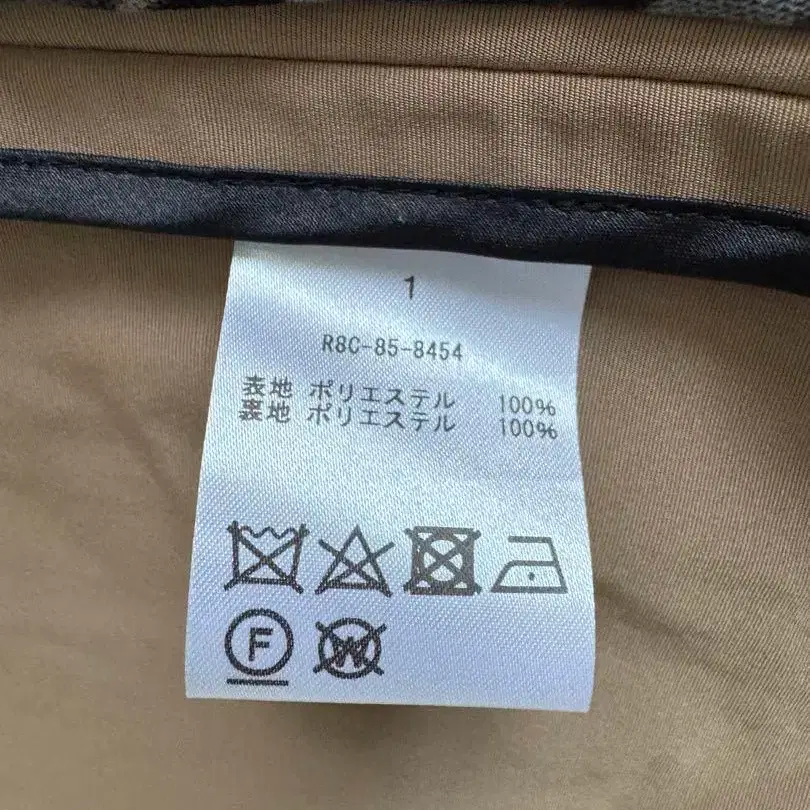 1
R8C-85-8454
表地 ポリエステル 100%
裏地 ポリエステル 100%
F
W